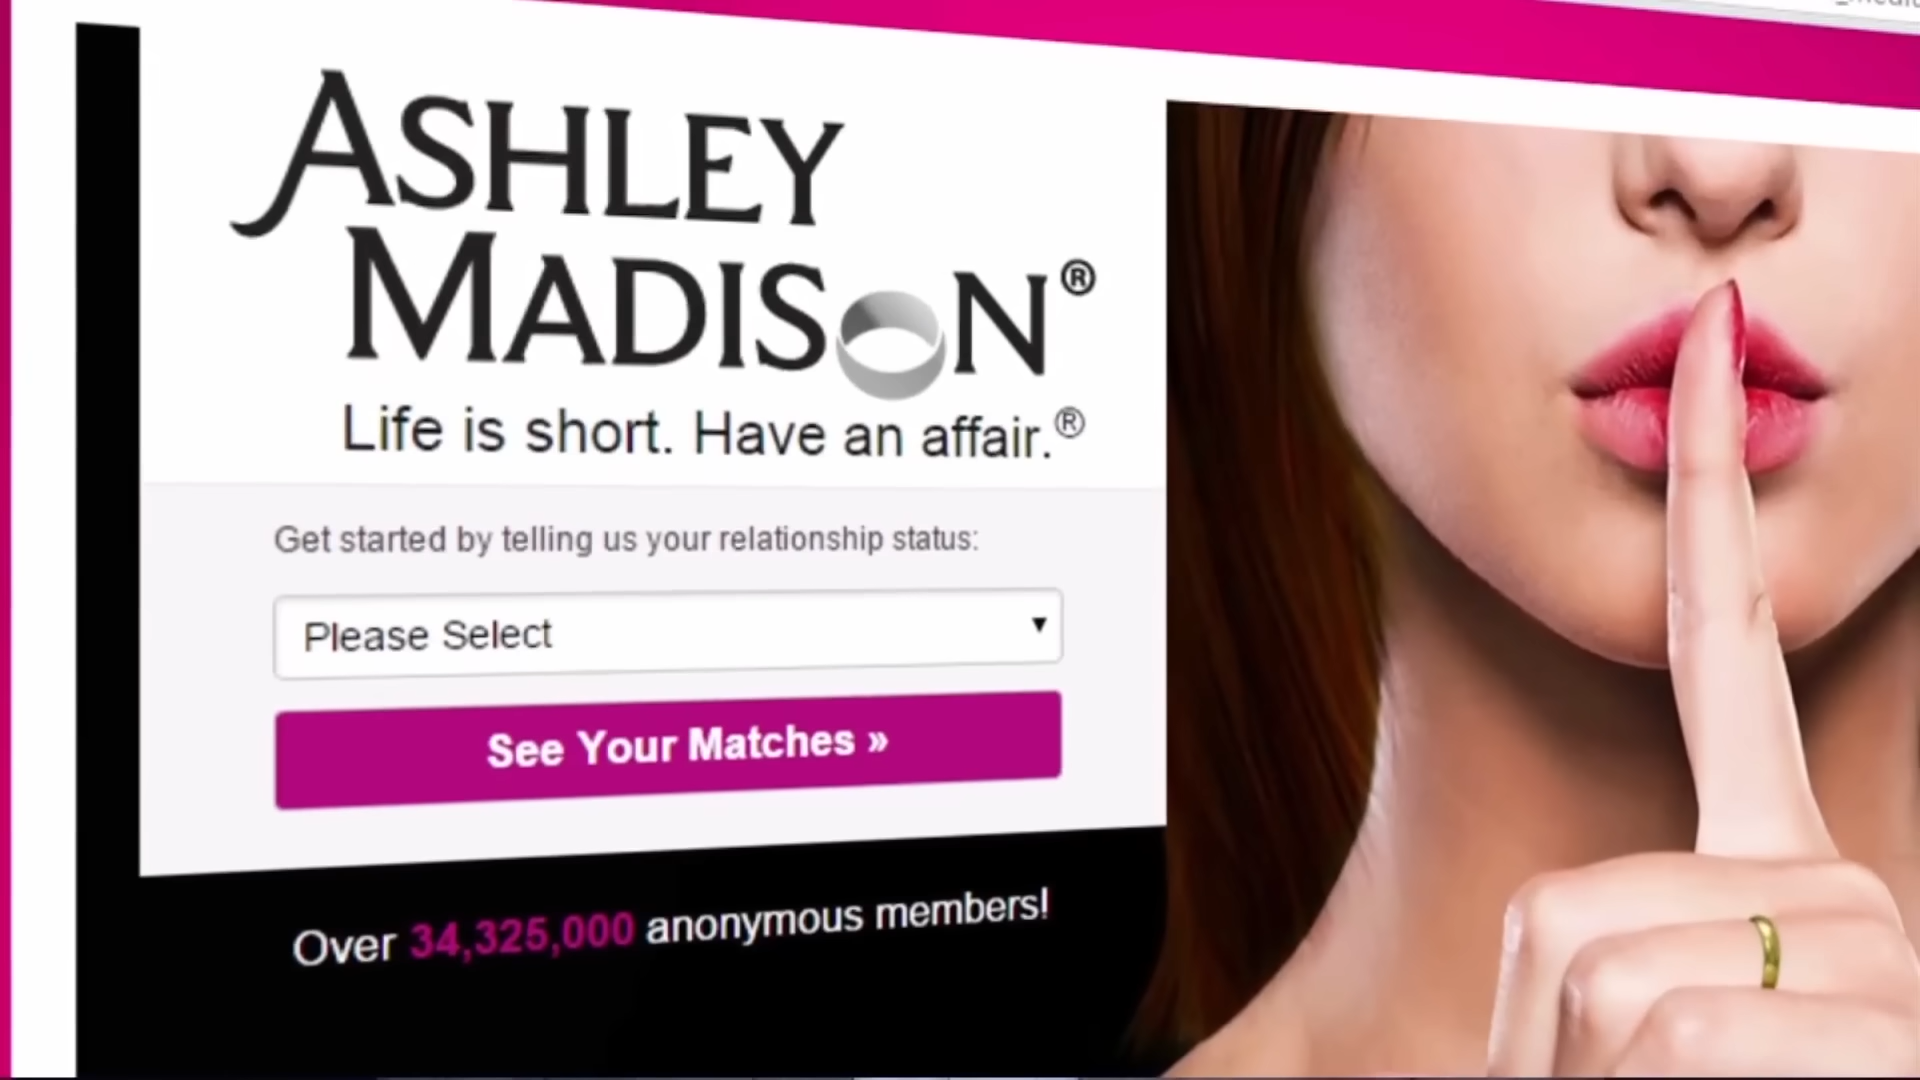 ASHLEY
MADISON®
Life is short. Have an affair.®
Get started by telling us your relationship status:
Please Select ▼
See Your Matches »
Over 34,325,000 anonymous members!